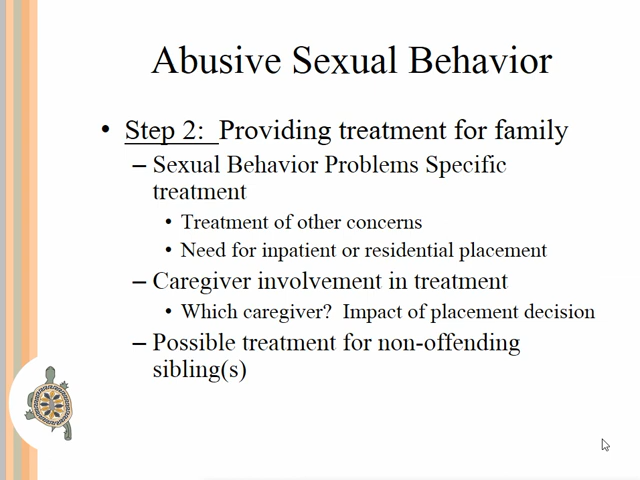 Abusive Sexual Behavior
• Step 2: Providing treatment for family
– Sexual Behavior Problems Specific
treatment
• Treatment of other concerns
• Need for inpatient or residential placement
– Caregiver involvement in treatment
• Which caregiver? Impact of placement decision
– Possible treatment for non-offending
sibling(s)